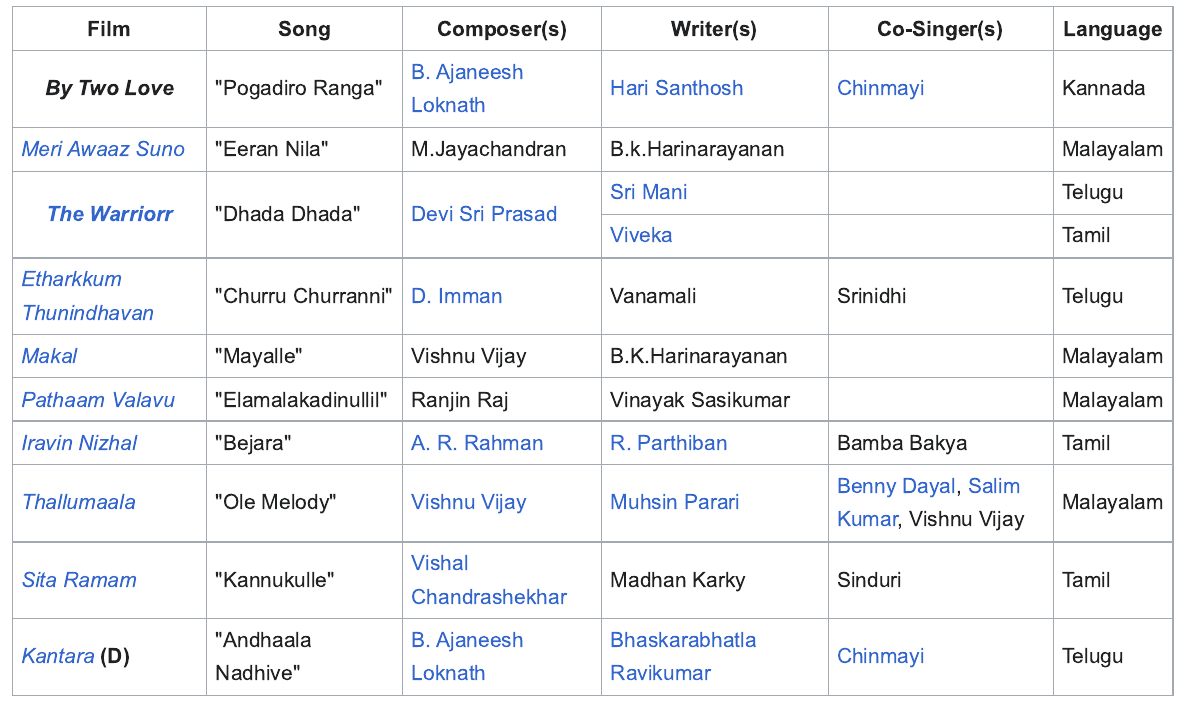 Film Song Composer(s) Writer(s) Co-Singer(s) Language
By Two Love "Pogadiro Ranga" B. Ajaneesh Loknath Hari Santhosh Chinmayi Kannada
Meri Awaaz Suno "Eeran Nila" M.Jayachandran B.k.Harinarayanan Malayalam
The Warriorr "Dhada Dhada" Devi Sri Prasad Sri Mani Telugu
Viveka Tamil
Etharkkum Thunindhavan "Churru Churranni" D. Imman Vanamali Srinidhi Telugu
Makal "Mayalle" Vishnu Vijay B.K.Harinarayanan Malayalam
Pathaam Valavu "Elamalakadinullil" Ranjin Raj Vinayak Sasikumar Malayalam
Iravin Nizhal "Bejara" A. R. Rahman R. Parthiban Bamba Bakya Tamil
Thallumaala "Ole Melody" Vishnu Vijay Muhsin Parari Benny Dayal, Salim Kumar, Vishnu Vijay Malayalam
Sita Ramam "Kannukulle" Vishal Chandrashekhar Madhan Karky Sinduri Tamil
Kantara (D) "Andhaala Nadhive" B. Ajaneesh Loknath Bhaskarabhatla Ravikumar Chinmayi Telugu